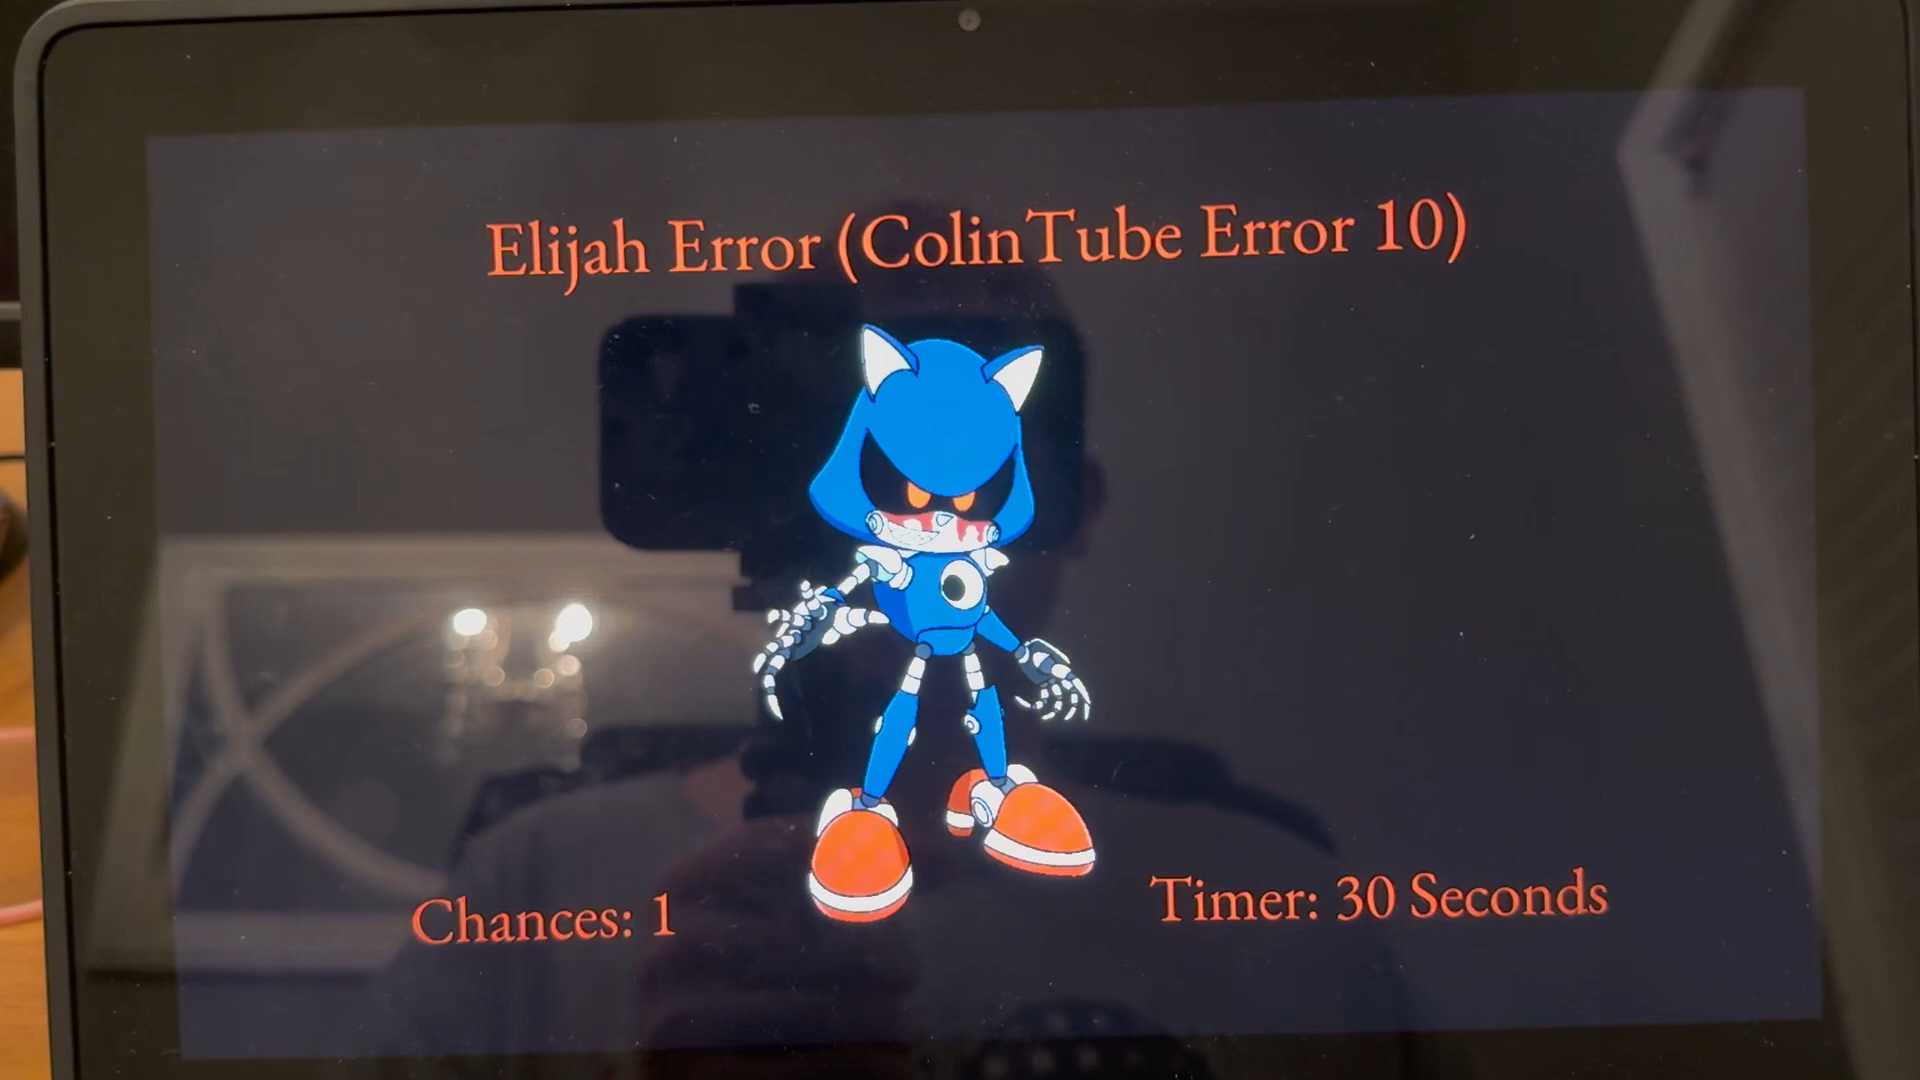 Elijah Error (ColinTube Error 10)
Chances: 1
Timer: 30 Seconds